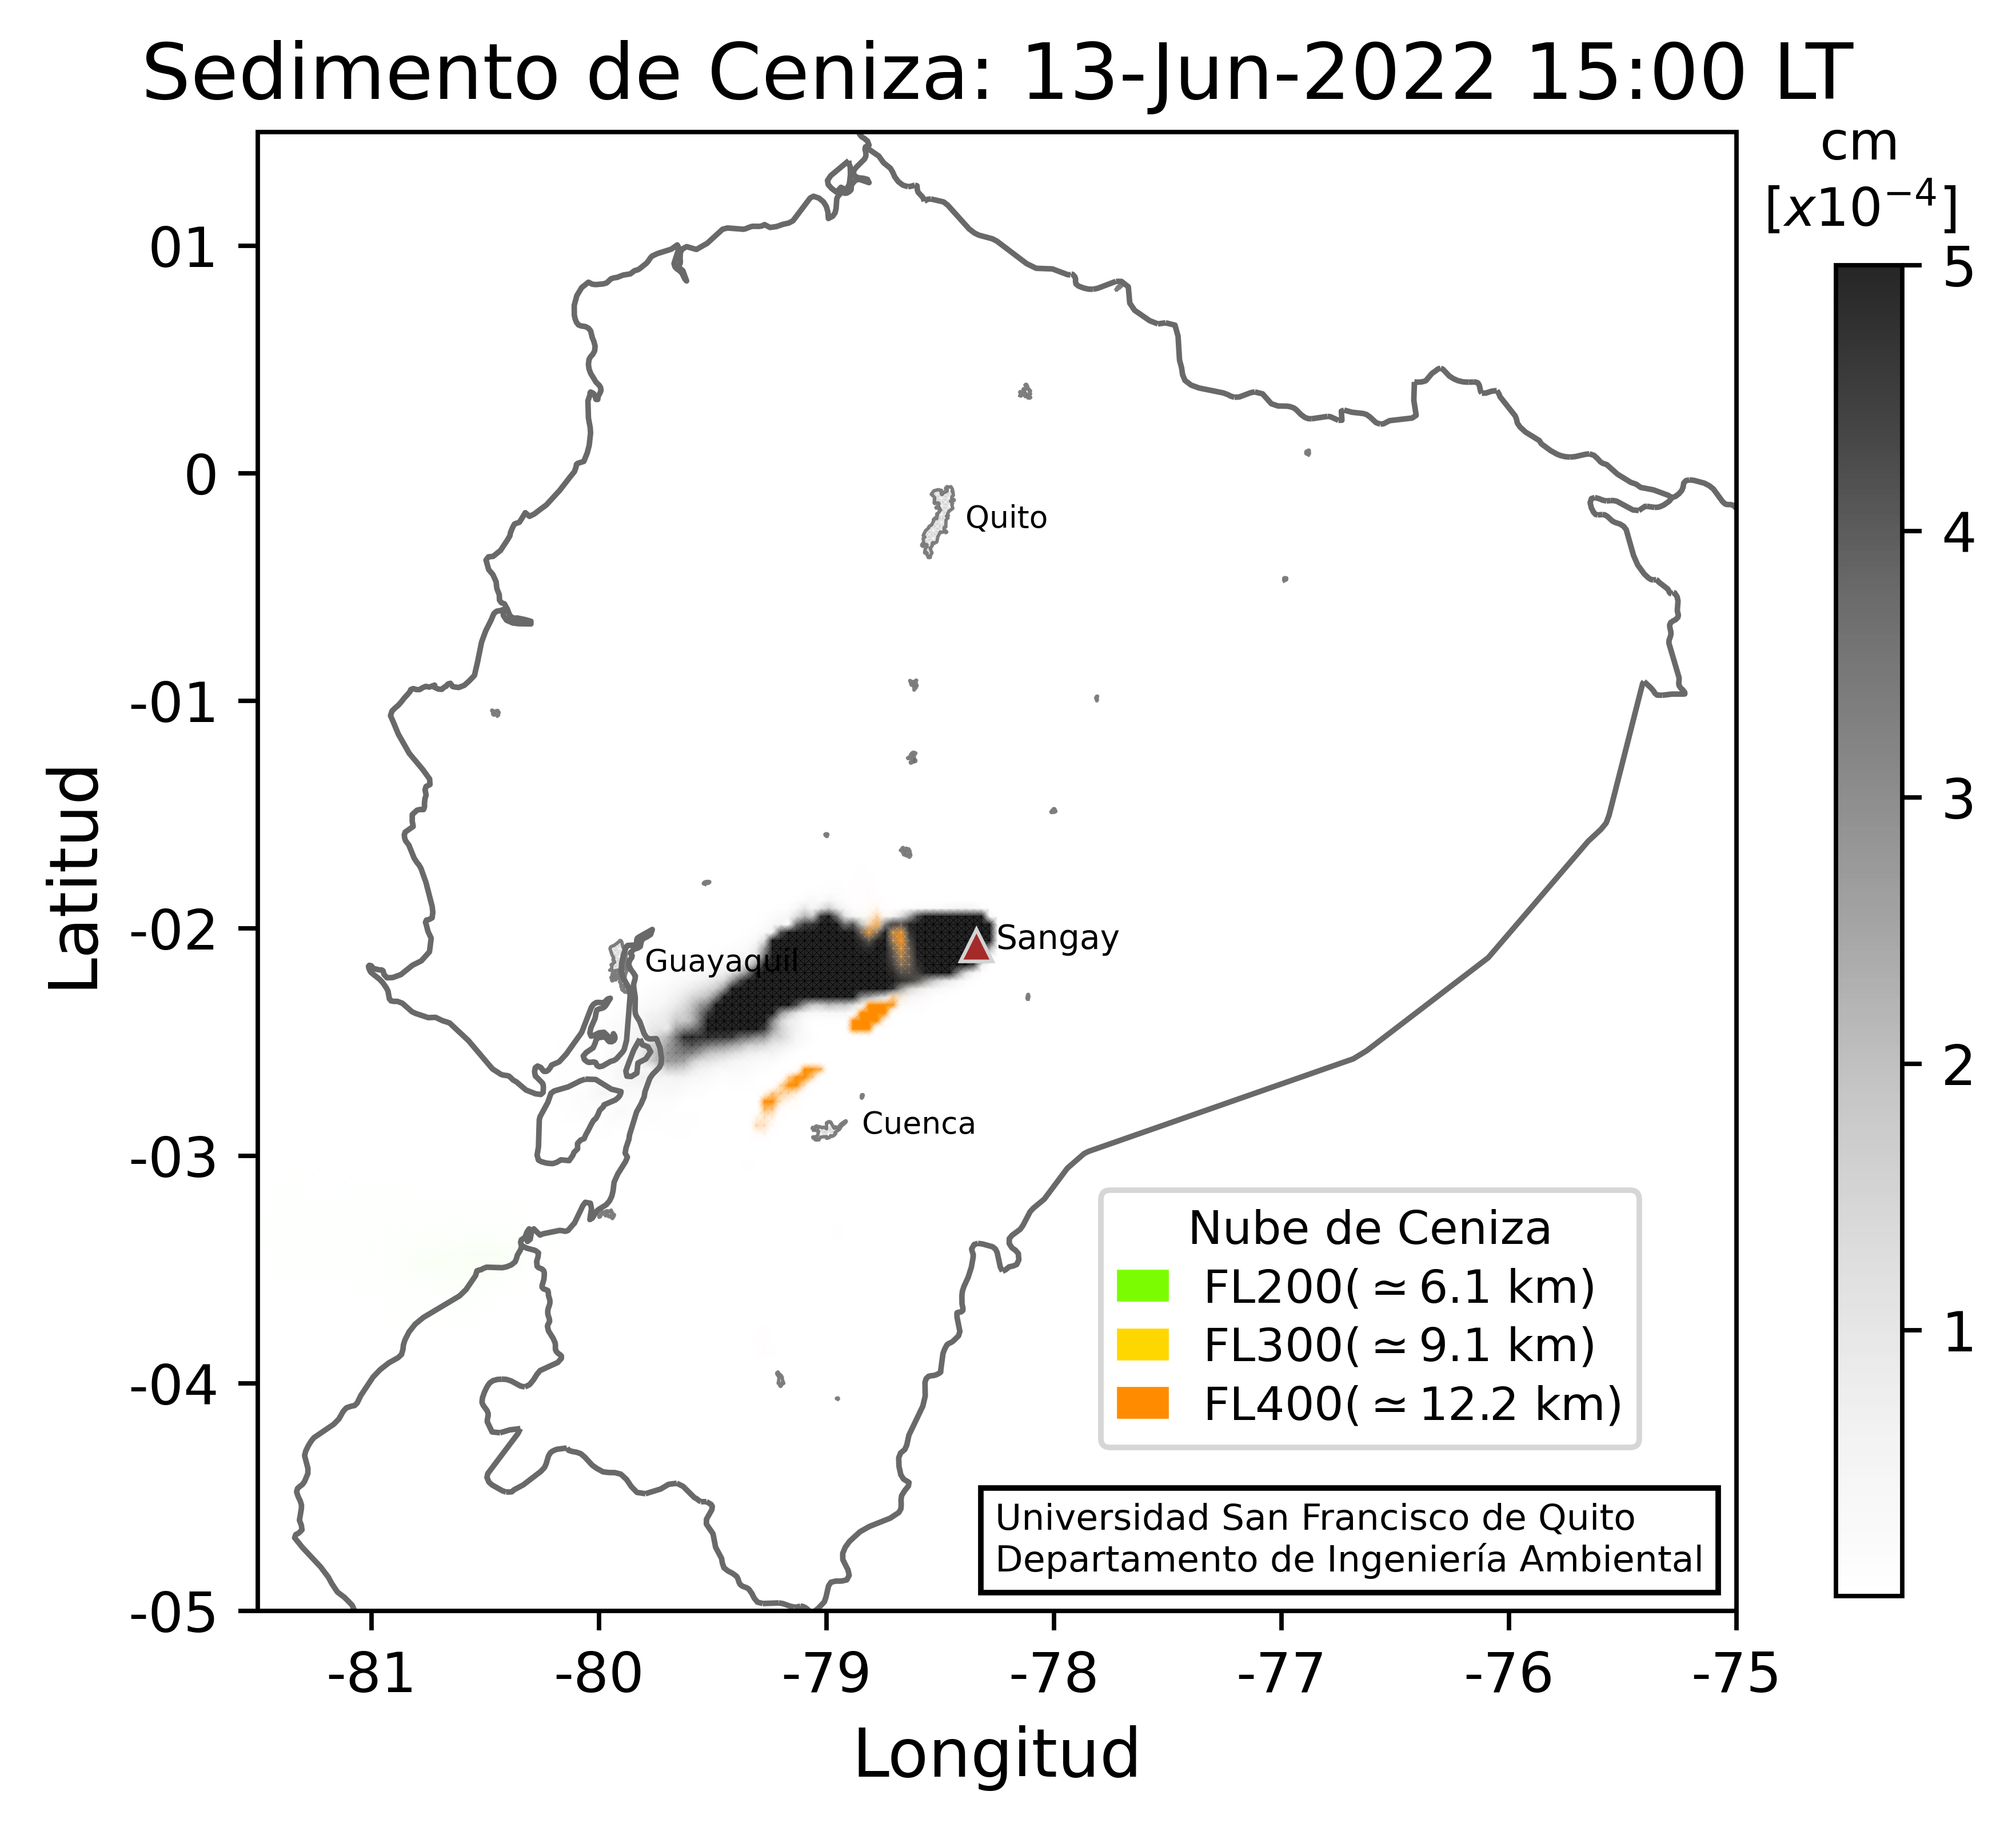 Sedimento de Ceniza: 13-Jun-2022 15:00 LT
cm
[x10⁻⁴]
5
4
3
2
1
01
0
-01
-02
-03
-04
-05
Latitud
Quito
Sangay
Guayaquil
Cuenca
Nube de Ceniza
FL200( ≃ 6.1 km)
FL300( ≃ 9.1 km)
FL400( ≃ 12.2 km)
Universidad San Francisco de Quito
Departamento de Ingeniería Ambiental
-81 -80 -79 -78 -77 -76 -75
Longitud